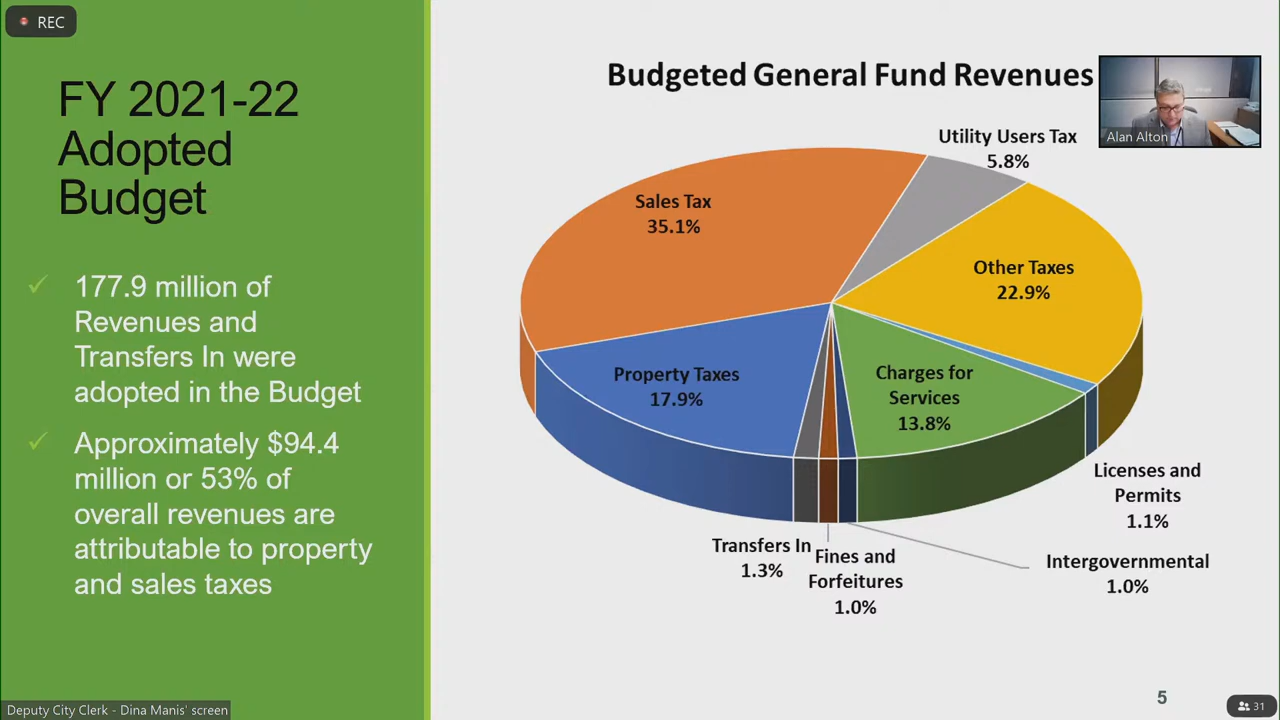 REC
FY 2021-22
Adopted
Budget
177.9 million of
Revenues and
Transfers In were
adopted in the Budget
Approximately $94.4
million or 53% of
overall revenues are
attributable to property
and sales taxes
Budgeted General Fund Revenues
Alan Alton
Utility Users Tax
5.8%
Sales Tax
35.1%
Other Taxes
22.9%
Property Taxes
17.9%
Charges for
Services
13.8%
Licenses and
Permits
1.1%
Transfers In
1.3%
Fines and
Forfeitures
1.0%
Intergovernmental
1.0%
5
Deputy City Clerk - Dina Manis' screen
31